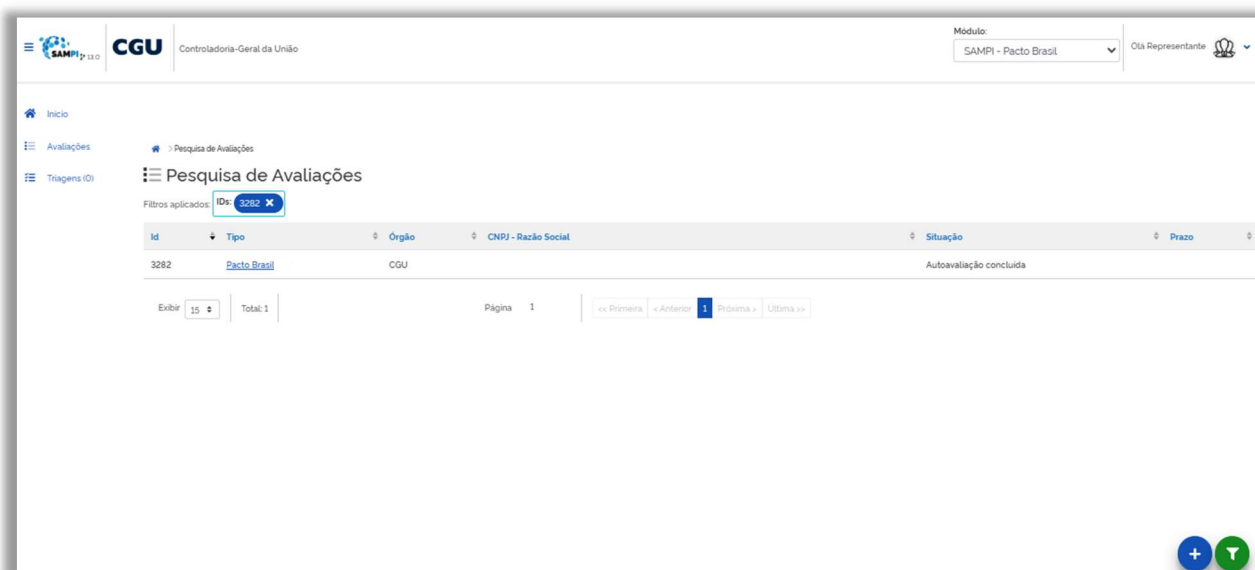 Módulo:
SAMPI 13.0 CGU Controladoria-Geral da União SAMPI - Pacto Brasil Olá Representante
Início
Avaliações
> Pesquisa de Avaliações
Triagens (0)
Pesquisa de Avaliações
Filtros aplicados: IDs: 3282 ×
Id Tipo Órgão CNPJ - Razão Social Situação Prazo
3282 Pacto Brasil CGU Autoavaliação concluída
Exibir 15 Total: 1 Página 1 << Primeira < Anterior 1 Próxima > Última >>
+